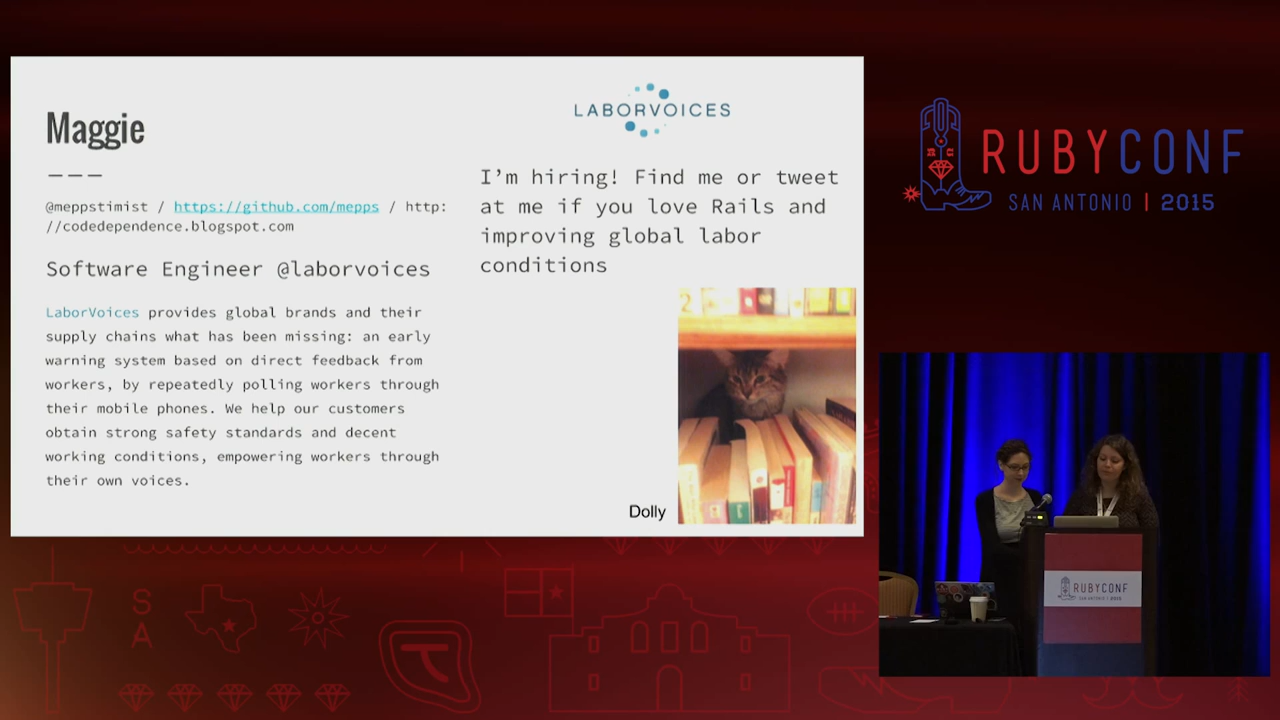 Maggie
@meppstimist / https://github.com/mepps / http:
//codedependence.blogspot.com
Software Engineer @laborvoices
LaborVoices provides global brands and their
supply chains what has been missing: an early
warning system based on direct feedback from
workers, by repeatedly polling workers through
their mobile phones. We help our customers
obtain strong safety standards and decent
working conditions, empowering workers through
their own voices.
LABORVOICES
I’m hiring! Find me or tweet
at me if you love Rails and
improving global labor
conditions
Dolly
RUBYCONF
SAN ANTONIO | 2015
RUBYCONF
SAN ANTONIO | 2015
S
A